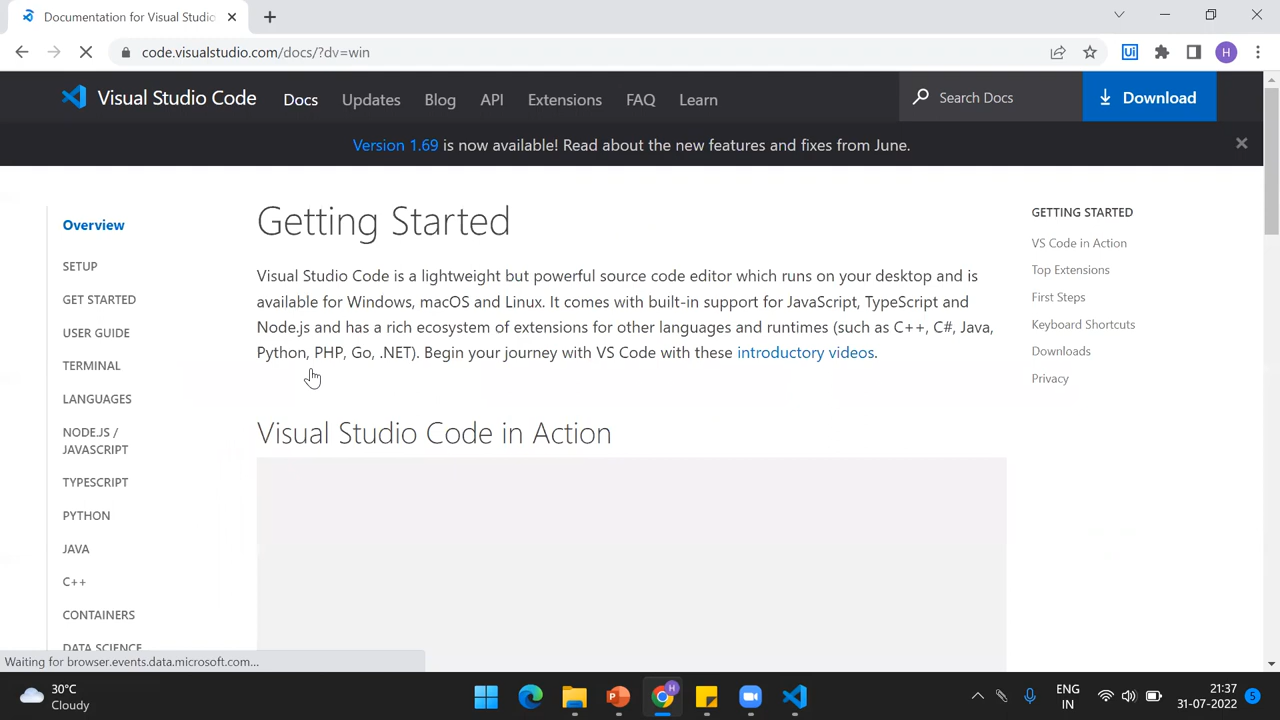 Documentation for Visual Studio
code.visualstudio.com/docs/?dv=win
Ui
H
Visual Studio Code
Docs
Updates
Blog
API
Extensions
FAQ
Learn
Search Docs
Download
Version 1.69 is now available! Read about the new features and fixes from June.
Overview
SETUP
GET STARTED
USER GUIDE
TERMINAL
LANGUAGES
NODE.JS /
JAVASCRIPT
TYPESCRIPT
PYTHON
JAVA
C++
CONTAINERS
DATA SCIENCE
Getting Started
Visual Studio Code is a lightweight but powerful source code editor which runs on your desktop and is
available for Windows, macOS and Linux. It comes with built-in support for JavaScript, TypeScript and
Node.js and has a rich ecosystem of extensions for other languages and runtimes (such as C++, C#, Java,
Python, PHP, Go, .NET). Begin your journey with VS Code with these introductory videos.
Visual Studio Code in Action
GETTING STARTED
VS Code in Action
Top Extensions
First Steps
Keyboard Shortcuts
Downloads
Privacy
Waiting for browser.events.data.microsoft.com...
30°C
Cloudy
P
H
ENG
IN
21:37
31-07-2022
5